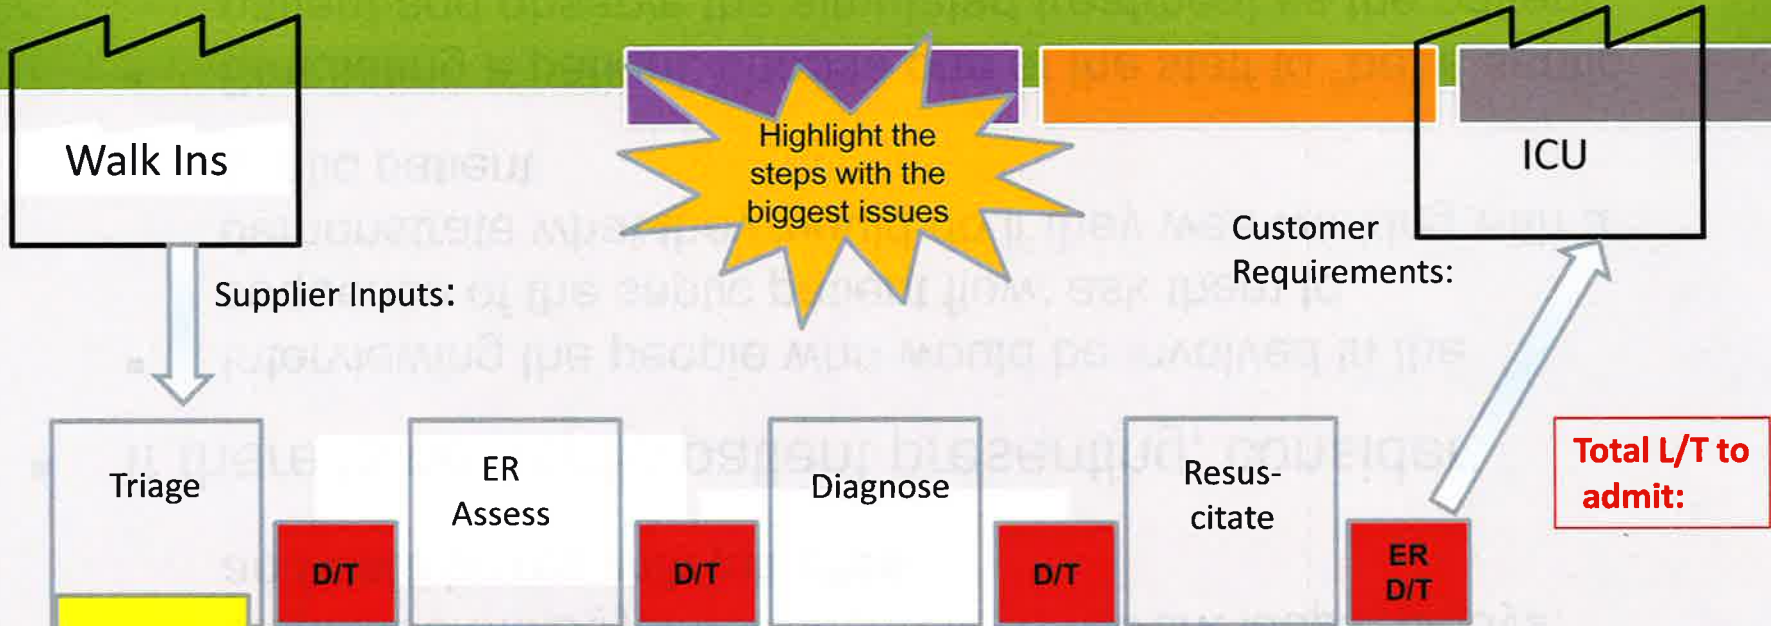 Walk Ins
Highlight the
steps with the
biggest issues
ICU
Customer
Requirements:
Supplier Inputs:
Triage
ER
Assess
Diagnose
Resus-
citate
Total L/T to
admit:
D/T
D/T
D/T
ER
D/T